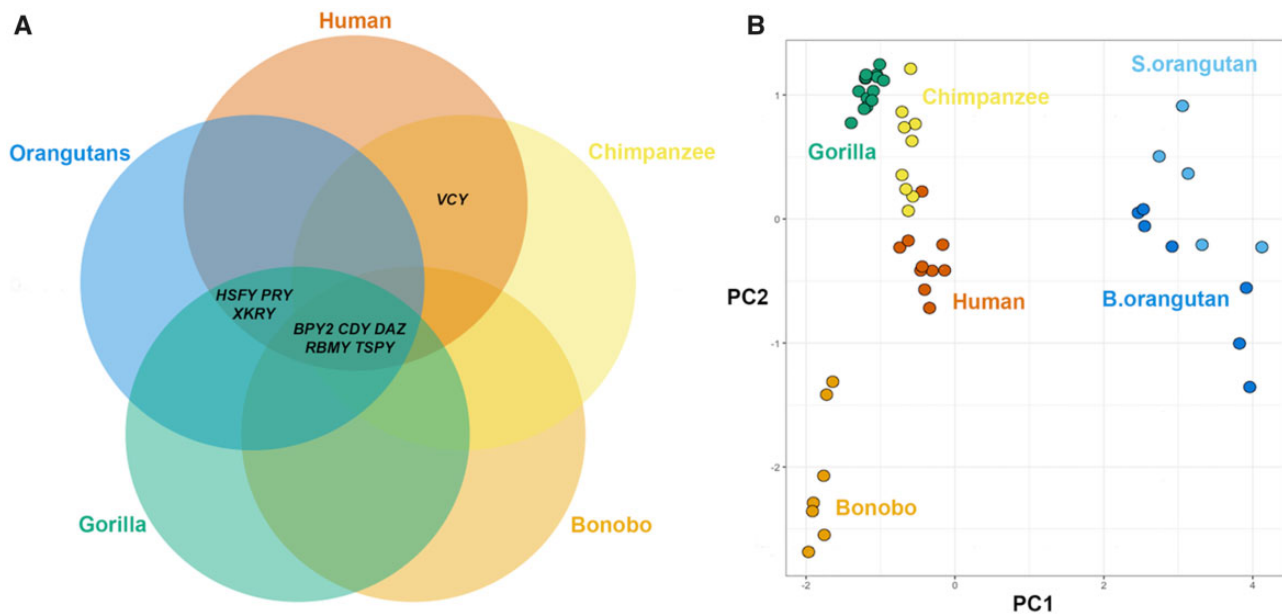 A
Human
Orangutans
Chimpanzee
VCY
HSFY PRY
XKRY
BPY2 CDY DAZ
RBMY TSPY
Gorilla
Bonobo
B
S.orangutan
Chimpanzee
Gorilla
B.orangutan
Human
Bonobo
PC2
1
0
-1
-2
-2
0
2
4
PC1